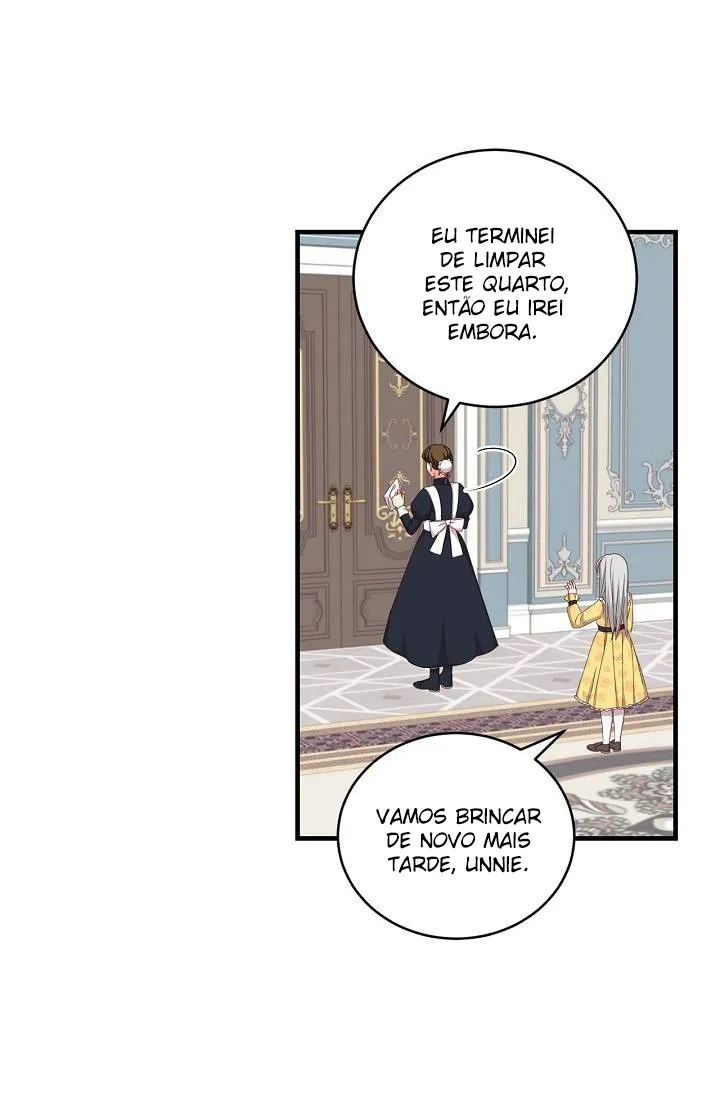 EU TERMINEI
DE LIMPAR
ESTE QUARTO,
ENTÃO EU IREI
EMBORA.
VAMOS BRINCAR
DE NOVO MAIS
TARDE, UNNIE.